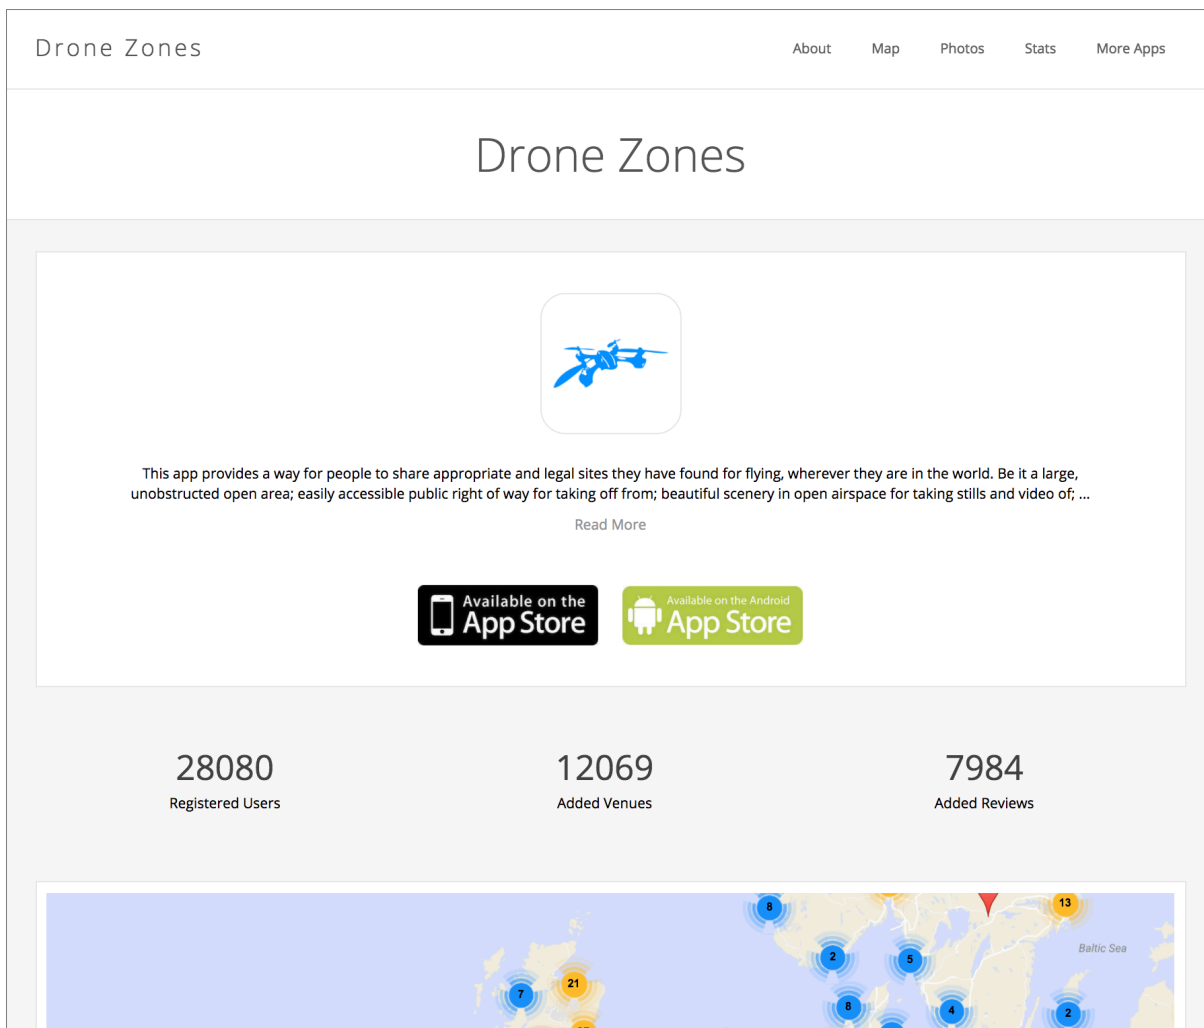 Drone Zones
About Map Photos Stats More Apps
Drone Zones
This app provides a way for people to share appropriate and legal sites they have found for flying, wherever they are in the world. Be it a large,
unobstructed open area; easily accessible public right of way for taking off from; beautiful scenery in open airspace for taking stills and video of; ...
Read More
Available on the
App Store
Available on the Android
App Store
28080
Registered Users
12069
Added Venues
7984
Added Reviews
8
13
2
5
Baltic Sea
7
21
8
4
2